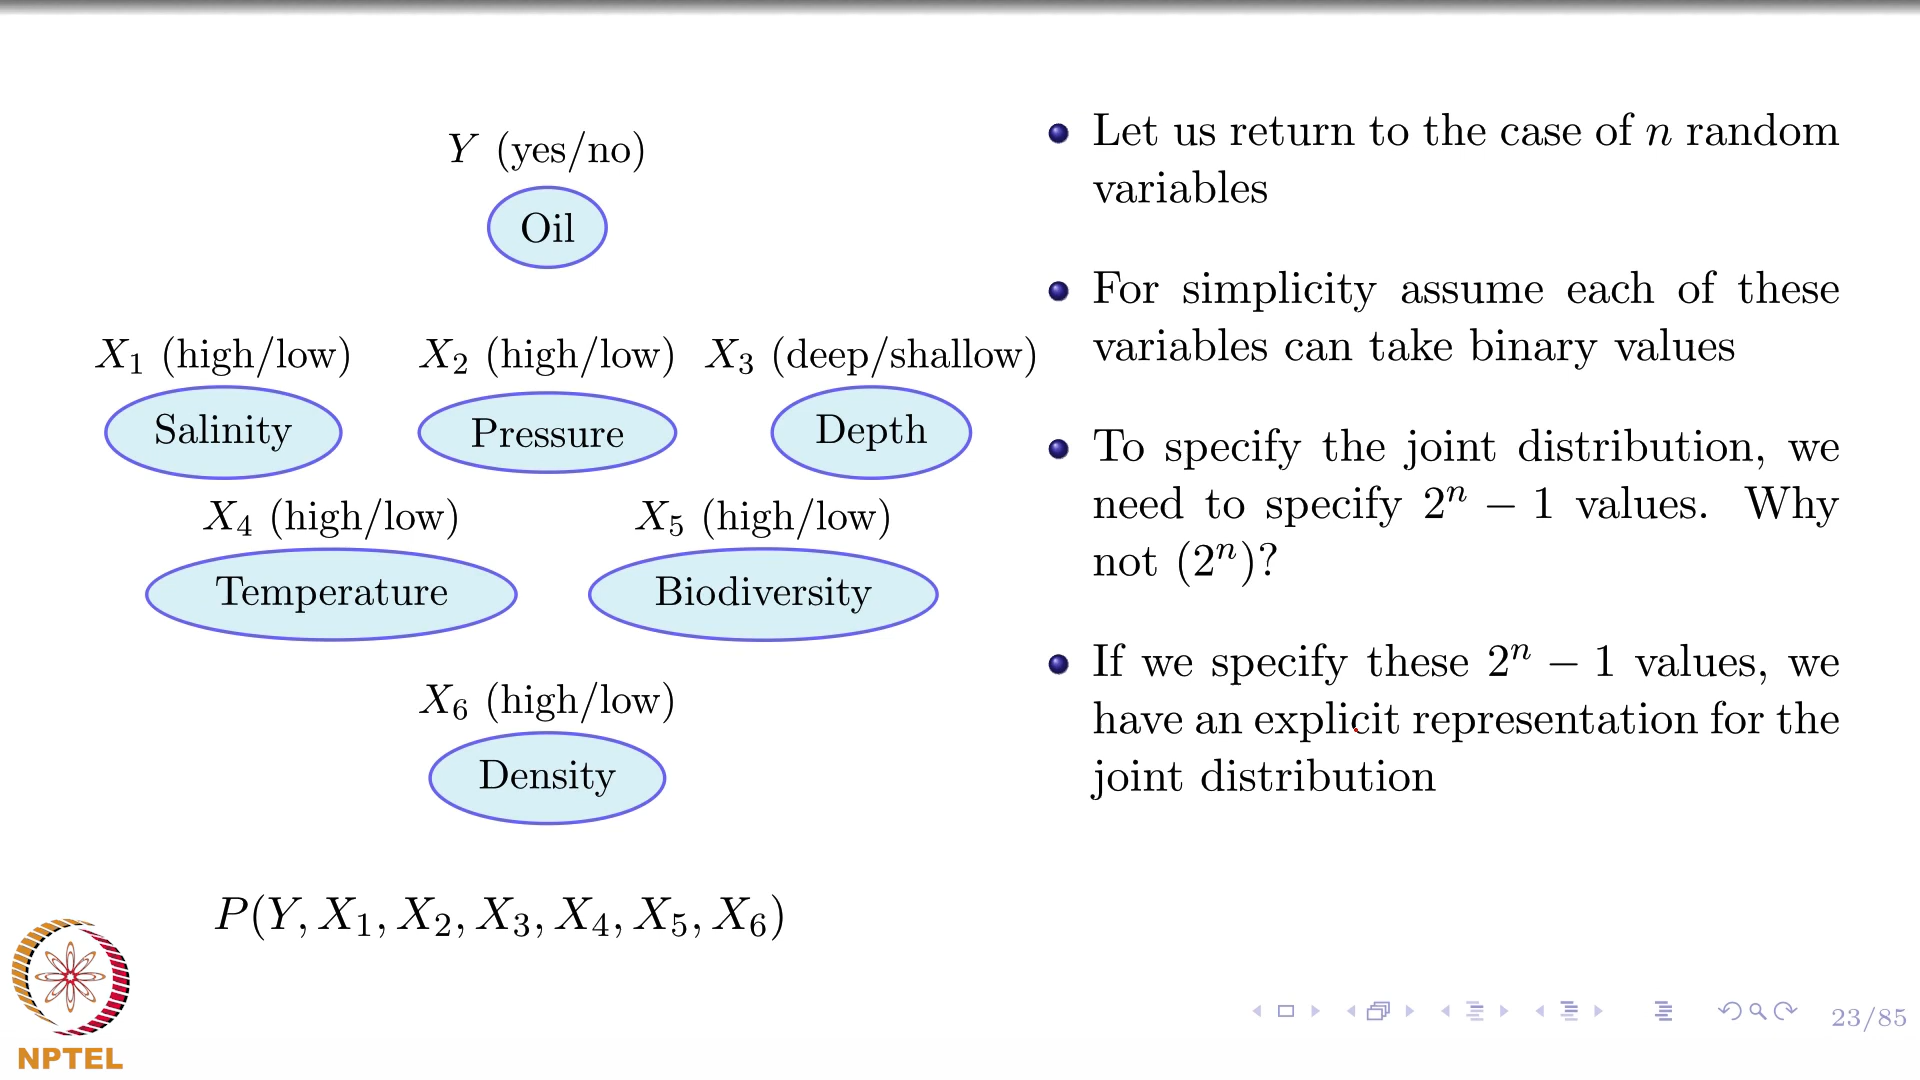 Y (yes/no)
Oil
X₁ (high/low) X₂ (high/low) X₃ (deep/shallow)
Salinity Pressure Depth
X₄ (high/low) X₅ (high/low)
Temperature Biodiversity
X₆ (high/low)
Density
P(Y, X₁, X₂, X₃, X₄, X₅, X₆)
Let us return to the case of n random
variables
For simplicity assume each of these
variables can take binary values
To specify the joint distribution, we
need to specify 2ⁿ − 1 values. Why
not (2ⁿ)?
If we specify these 2ⁿ − 1 values, we
have an explicit representation for the
joint distribution
NPTEL
23/85